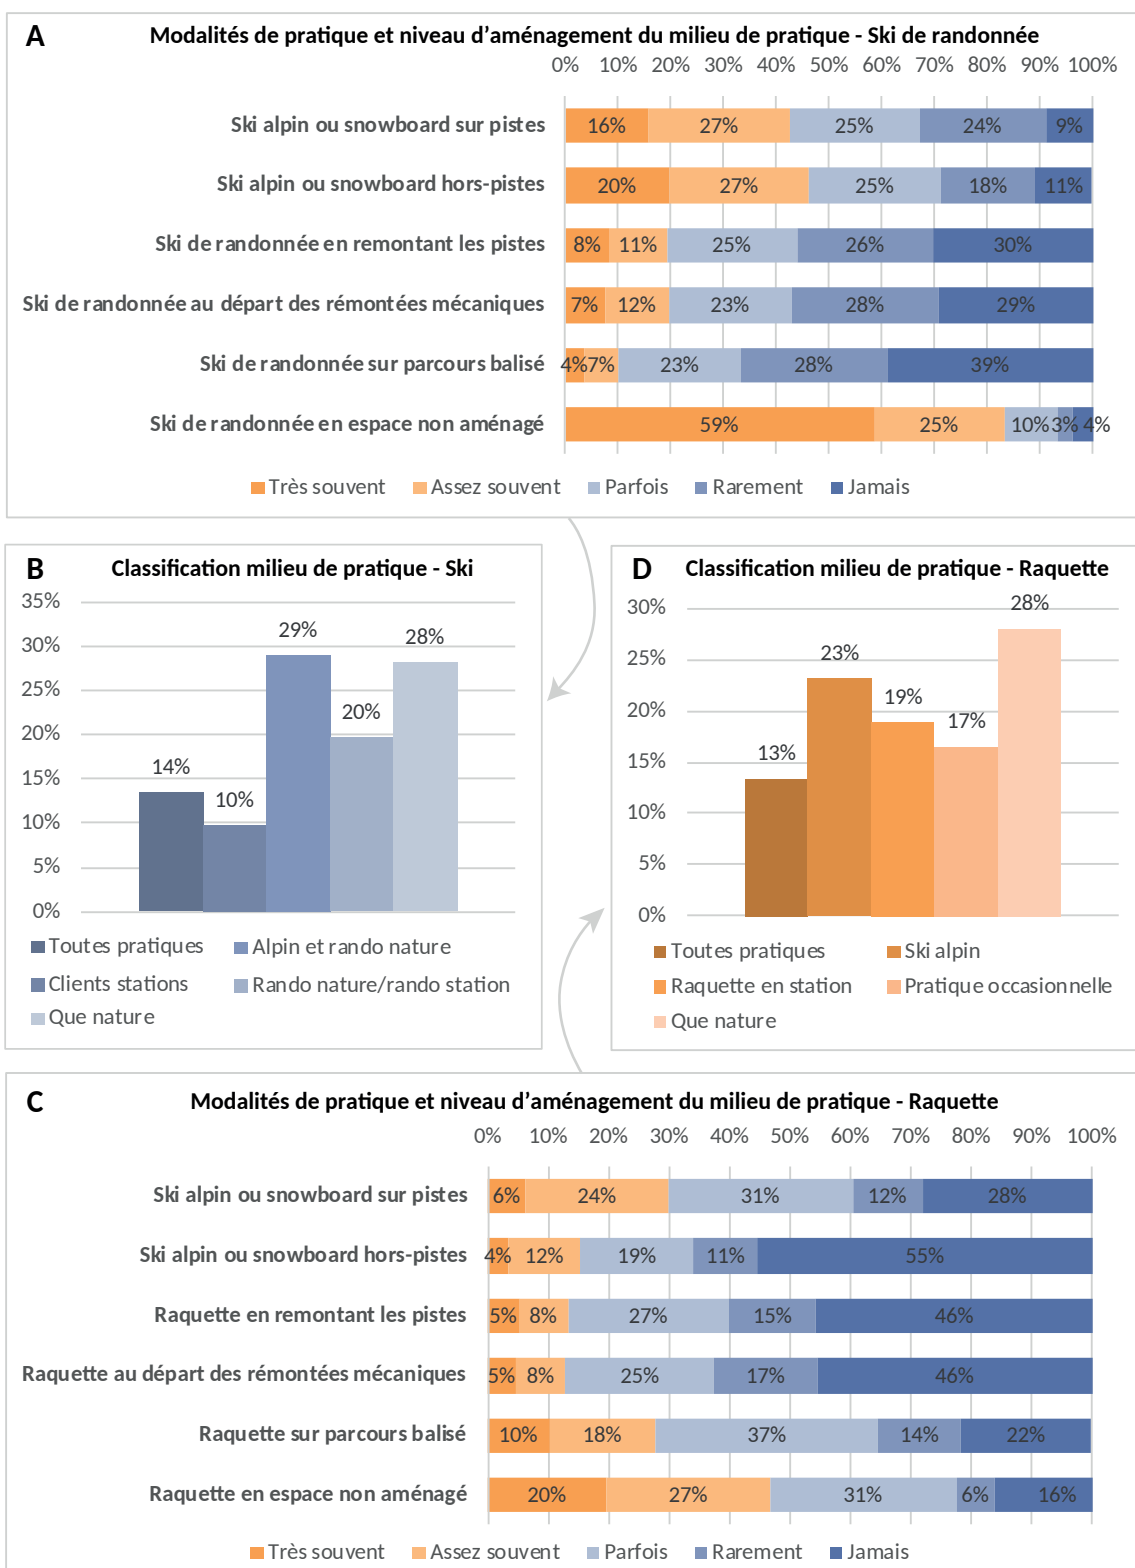 A
Modalités de pratique et niveau d’aménagement du milieu de pratique - Ski de randonnée
0% 10% 20% 30% 40% 50% 60% 70% 80% 90% 100%
Ski alpin ou snowboard sur pistes 16% 27% 25% 24% 9%
Ski alpin ou snowboard hors-pistes 20% 27% 25% 18% 11%
Ski de randonnée en remontant les pistes 8% 11% 25% 26% 30%
Ski de randonnée au départ des rémontées mécaniques 7% 12% 23% 28% 29%
Ski de randonnée sur parcours balisé 4% 7% 23% 28% 39%
Ski de randonnée en espace non aménagé 59% 25% 10% 3% 4%
Très souvent Assez souvent Parfois Rarement Jamais
B
Classification milieu de pratique - Ski
35%
30%
25%
20%
15%
10%
5%
0%
14%
10%
29%
20%
28%
Toutes pratiques Alpin et rando nature
Clients stations Rando nature/rando station
Que nature
D
Classification milieu de pratique - Raquette
30%
25%
20%
15%
10%
5%
0%
13%
23%
19%
17%
28%
Toutes pratiques Ski alpin
Raquette en station Pratique occasionnelle
Que nature
C
Modalités de pratique et niveau d’aménagement du milieu de pratique - Raquette
0% 10% 20% 30% 40% 50% 60% 70% 80% 90% 100%
Ski alpin ou snowboard sur pistes 6% 24% 31% 12% 28%
Ski alpin ou snowboard hors-pistes 4% 12% 19% 11% 55%
Raquette en remontant les pistes 5% 8% 27% 15% 46%
Raquette au départ des rémontées mécaniques 5% 8% 25% 17% 46%
Raquette sur parcours balisé 10% 18% 37% 14% 22%
Raquette en espace non aménagé 20% 27% 31% 6% 16%
Très souvent Assez souvent Parfois Rarement Jamais